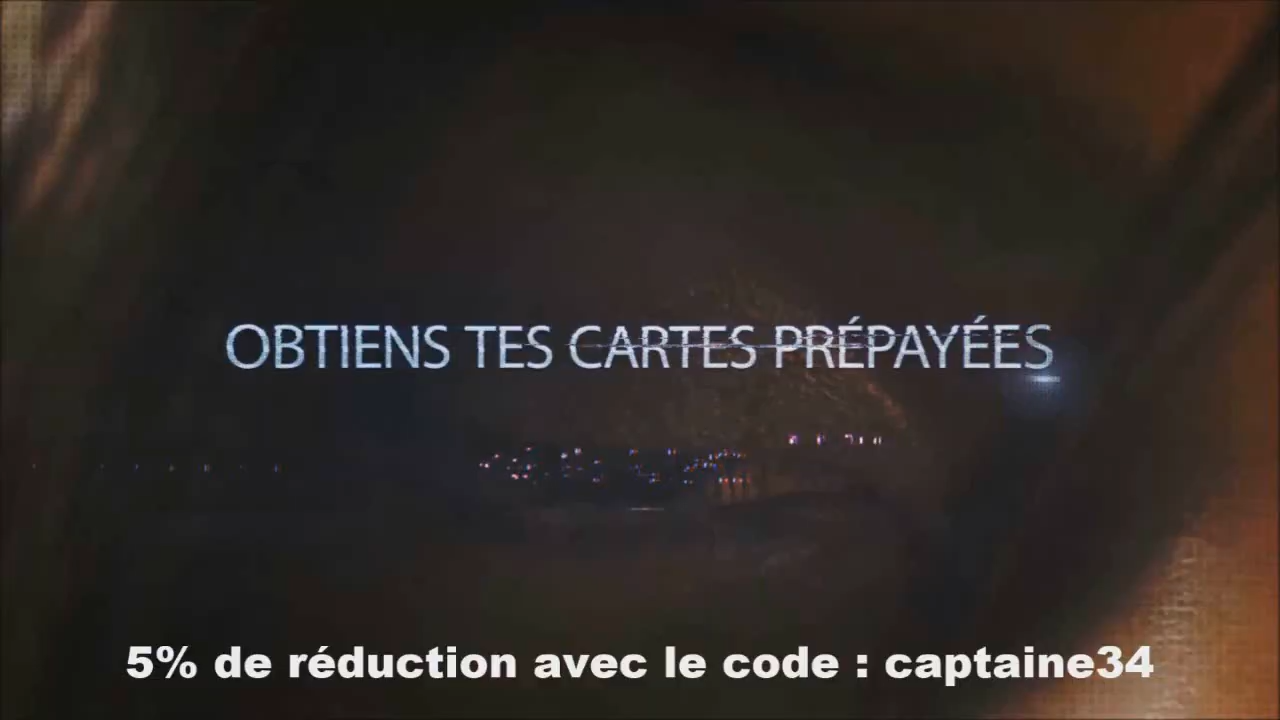 OBTIENS TES CARTES PRÉPAYÉES
5% de réduction avec le code : captaine34